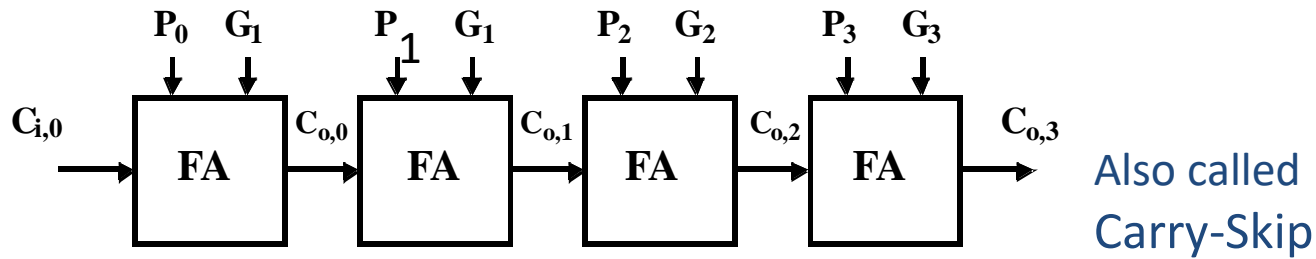 P0 G1 P1 G1 P2 G2 P3 G3
Ci,0 Co,0 Co,1 Co,2 Co,3
FA FA FA FA
Also called
Carry-Skip